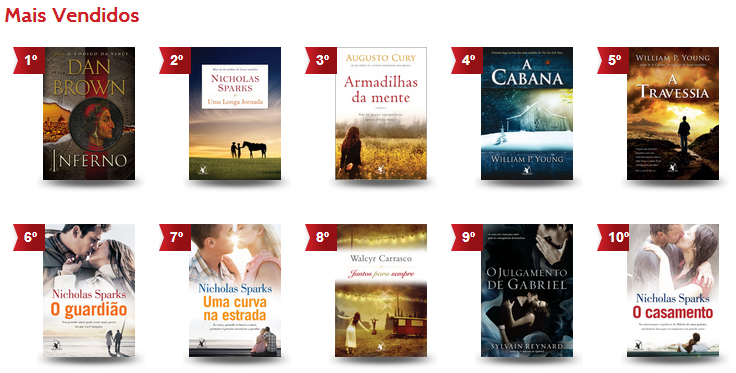 Mais Vendidos
1º
2º
3º
4º
5º
DAN
BROWN
INFERNO
NICHOLAS
SPARKS
Uma Longa Jornada
AUGUSTO CURY
Armadilhas
da mente
A
CABANA
WILLIAM P. YOUNG
WILLIAM P. YOUNG
A
TRAVESSIA
6º
7º
8º
9º
10º
Nicholas Sparks
O guardião
Nicholas Sparks
Uma curva
na estrada
Walcyr Carrasco
Juntos para sempre
O JULGAMENTO
DE GABRIEL
SYLVAIN REYNARD
Nicholas Sparks
O casamento